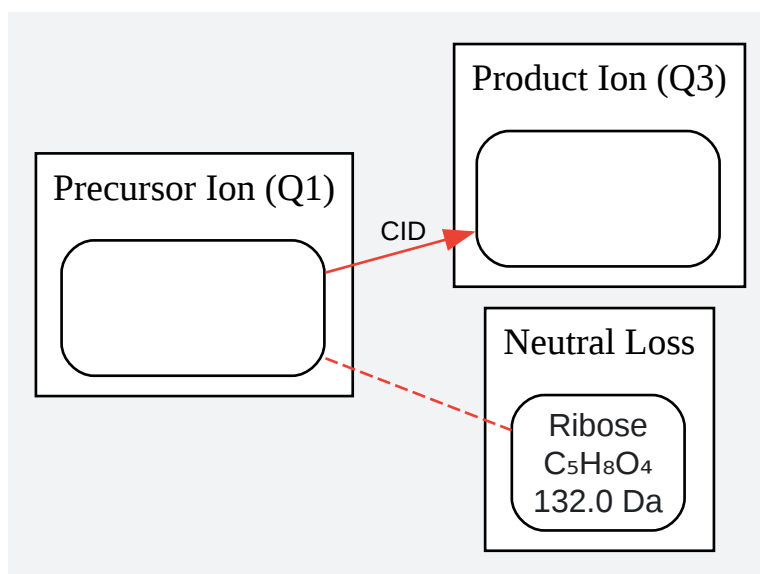 Product Ion (Q3)
Precursor Ion (Q1)
CID
Neutral Loss
Ribose
C₅H₈O₄
132.0 Da